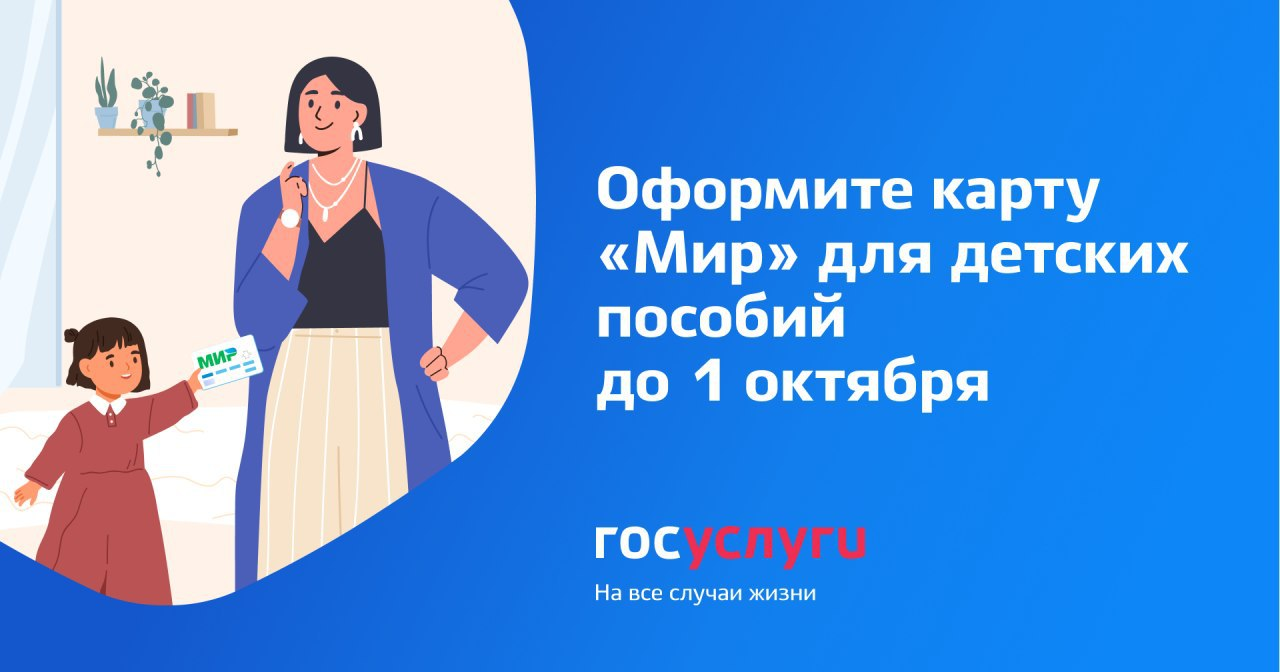 МИР
Оформите карту
«Мир» для детских
пособий
до 1 октября
госуслуги
На все случаи жизни